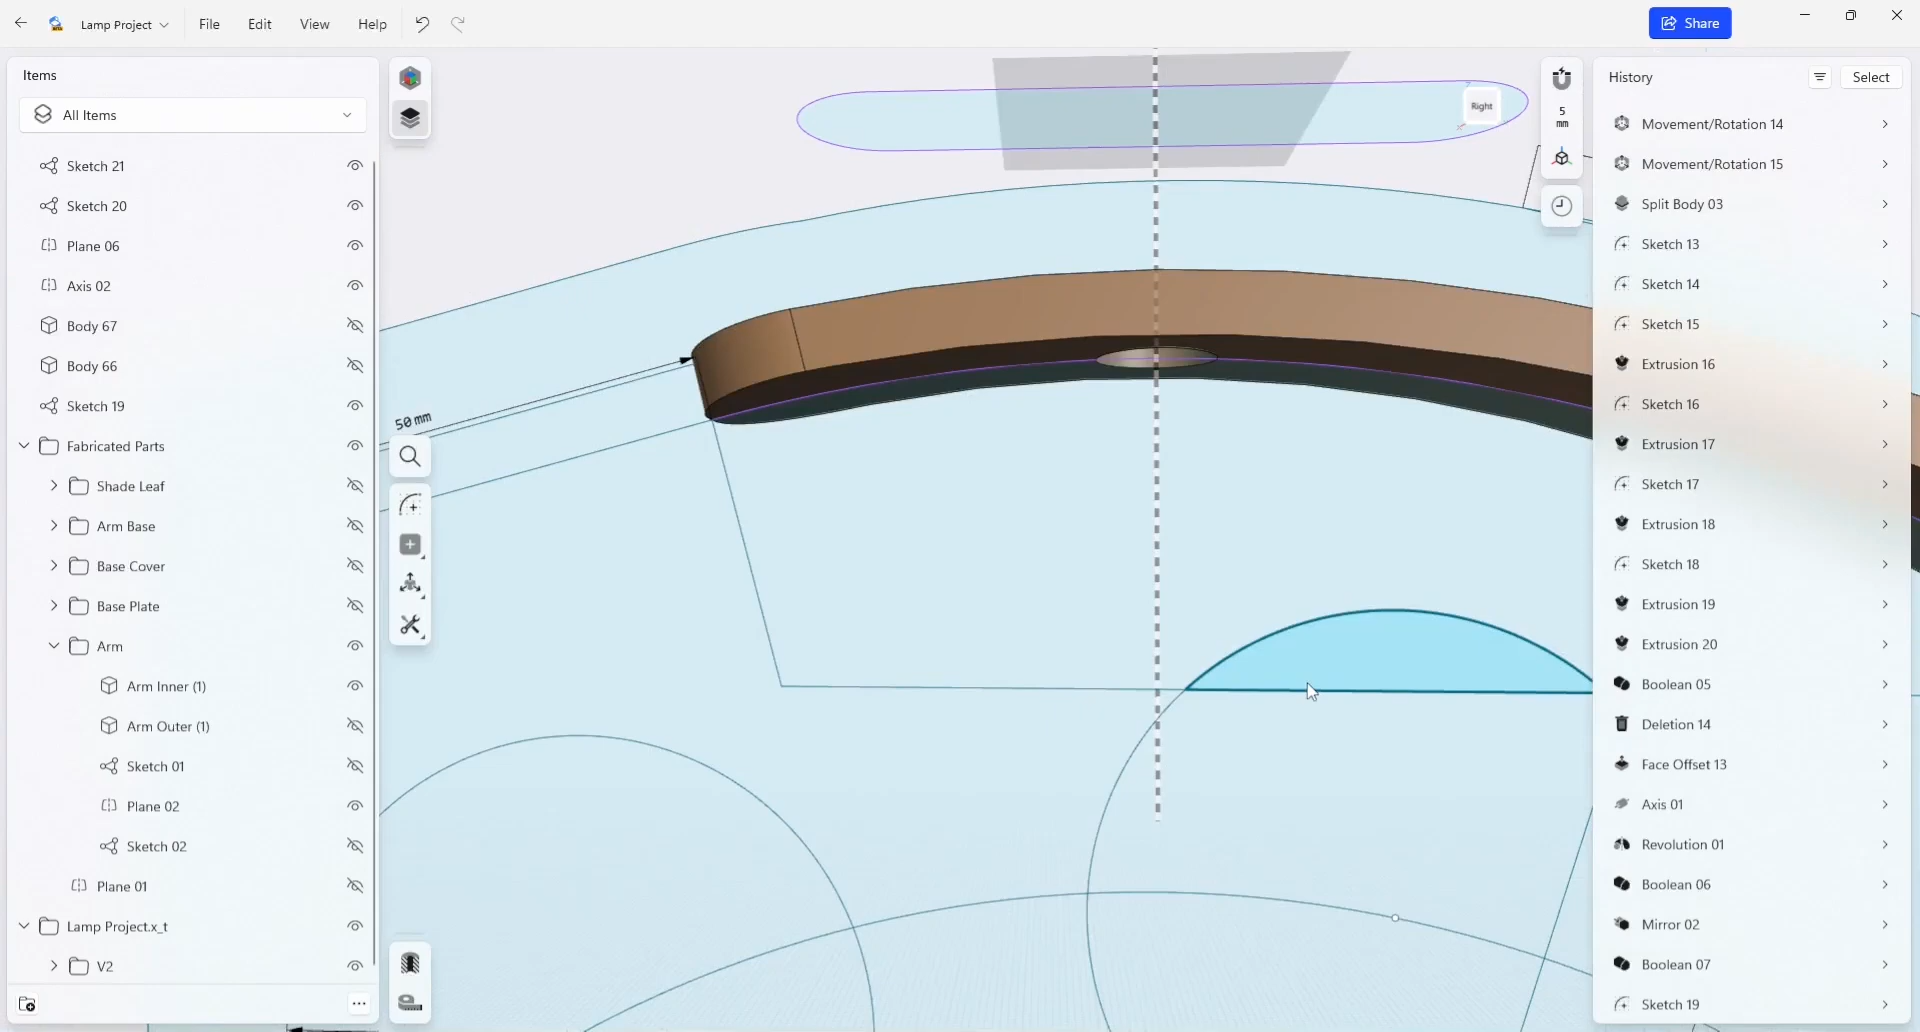 Lamp Project
File
Edit
View
Help
Share
Items
All Items
Sketch 21
Sketch 20
Plane 06
Axis 02
Body 67
Body 66
Sketch 19
Fabricated Parts
Shade Leaf
Arm Base
Base Cover
Base Plate
Arm
Arm Inner (1)
Arm Outer (1)
Sketch 01
Plane 02
Sketch 02
Plane 01
Lamp Project.x_t
V2
50 mm
Right
5
mm
History
Select
Movement/Rotation 14
Movement/Rotation 15
Split Body 03
Sketch 13
Sketch 14
Sketch 15
Extrusion 16
Sketch 16
Extrusion 17
Sketch 17
Extrusion 18
Sketch 18
Extrusion 19
Extrusion 20
Boolean 05
Deletion 14
Face Offset 13
Axis 01
Revolution 01
Boolean 06
Mirror 02
Boolean 07
Sketch 19